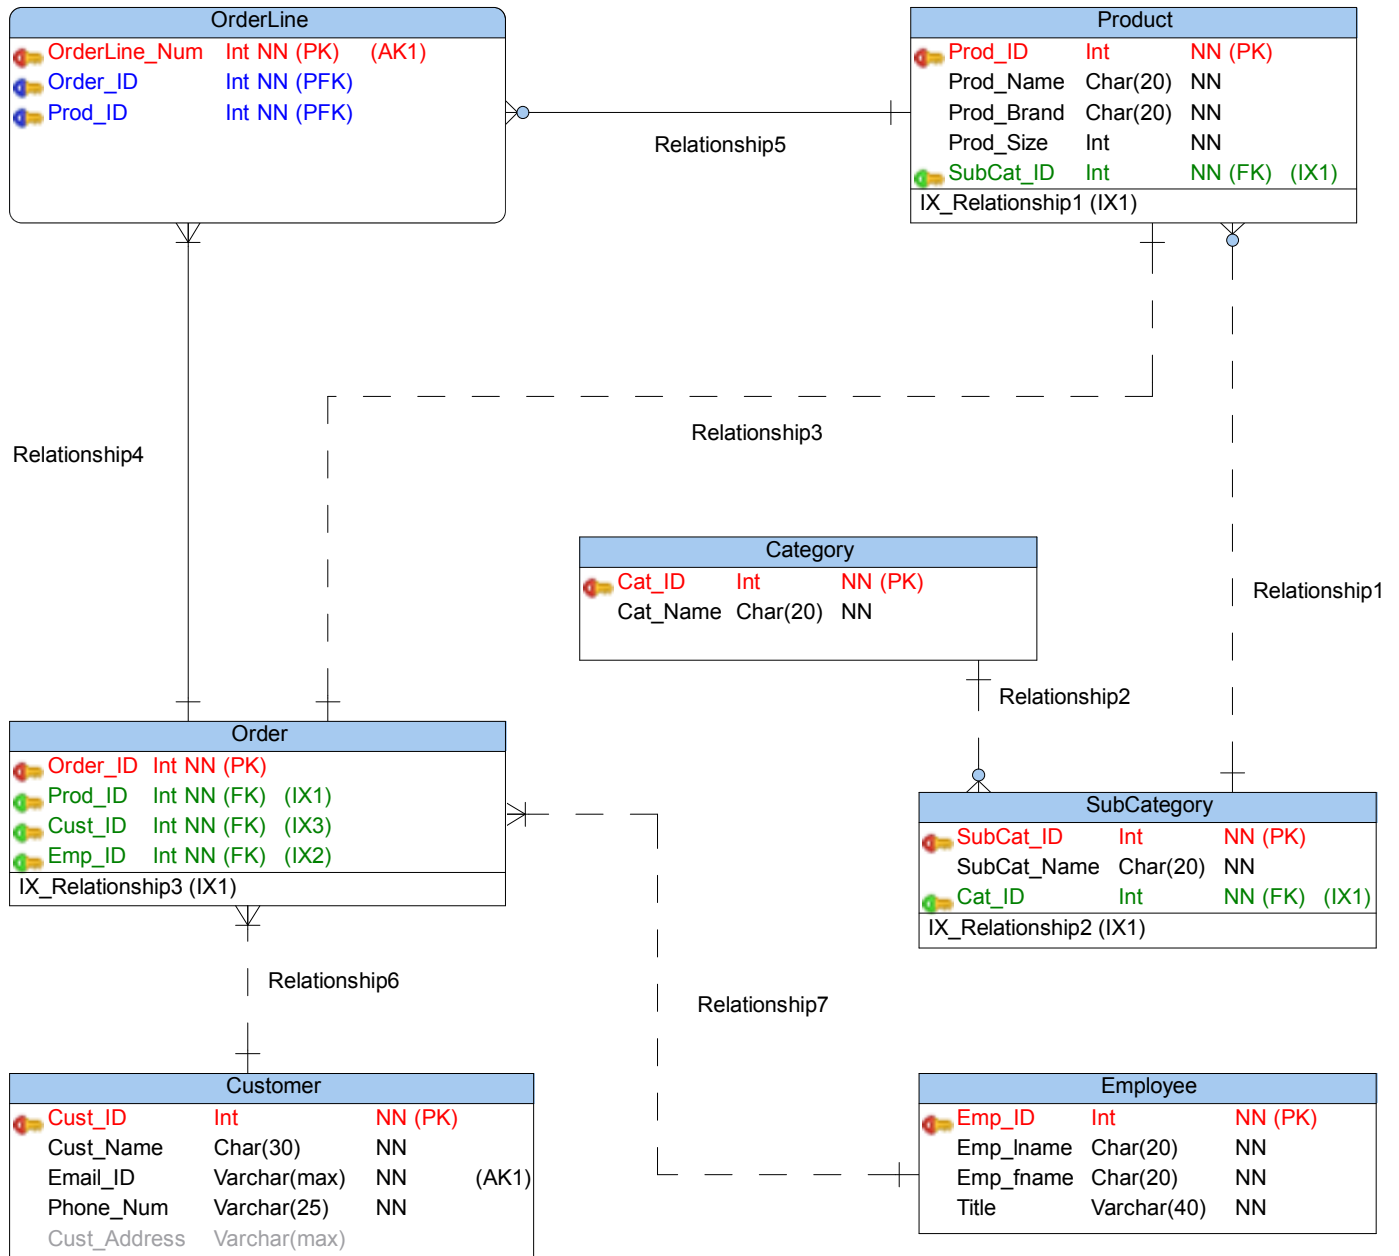 OrderLine
OrderLine_Num Int NN (PK) (AK1)
Order_ID Int NN (PFK)
Prod_ID Int NN (PFK)
Product
Prod_ID Int NN (PK)
Prod_Name Char(20) NN
Prod_Brand Char(20) NN
Prod_Size Int NN
SubCat_ID Int NN (FK) (IX1)
IX_Relationship1 (IX1)
Relationship5
Relationship3
Relationship4
Category
Cat_ID Int NN (PK)
Cat_Name Char(20) NN
Relationship1
Relationship2
Order
Order_ID Int NN (PK)
Prod_ID Int NN (FK) (IX1)
Cust_ID Int NN (FK) (IX3)
Emp_ID Int NN (FK) (IX2)
IX_Relationship3 (IX1)
SubCategory
SubCat_ID Int NN (PK)
SubCat_Name Char(20) NN
Cat_ID Int NN (FK) (IX1)
IX_Relationship2 (IX1)
Relationship6
Relationship7
Customer
Cust_ID Int NN (PK)
Cust_Name Char(30) NN
Email_ID Varchar(max) NN (AK1)
Phone_Num Varchar(25) NN
Cust_Address Varchar(max)
Employee
Emp_ID Int NN (PK)
Emp_lname Char(20) NN
Emp_fname Char(20) NN
Title Varchar(40) NN